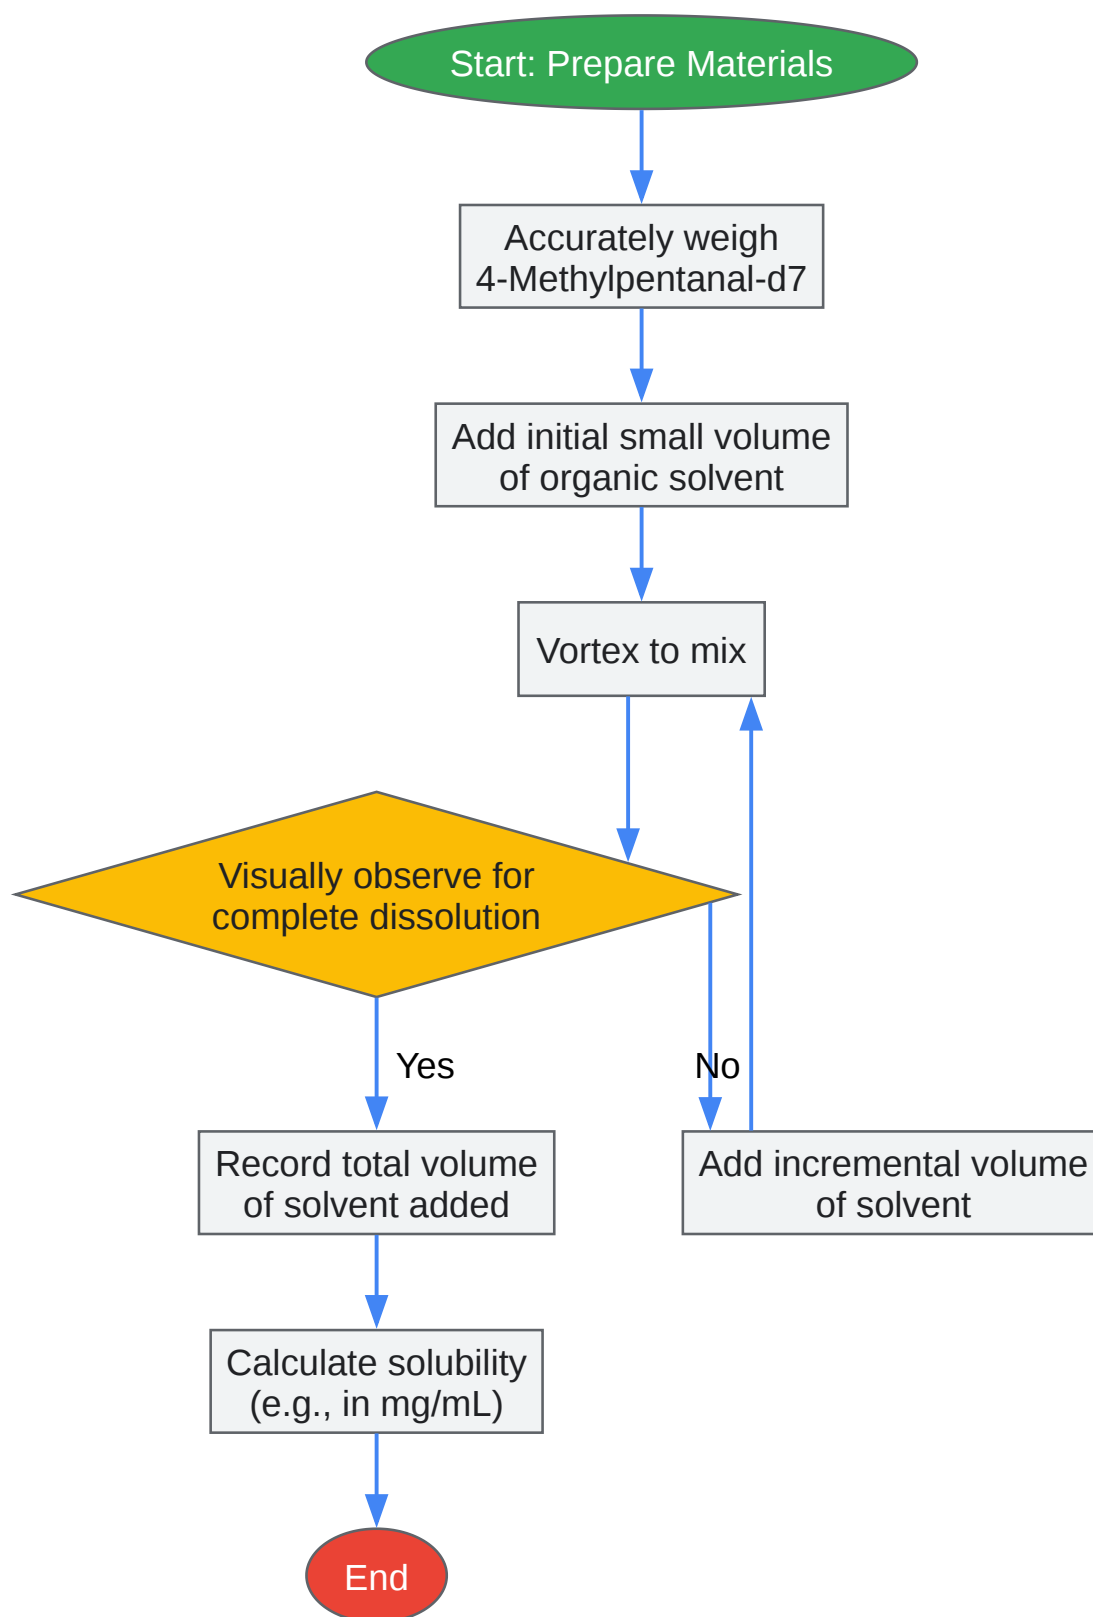 Start: Prepare Materials
Accurately weigh
4-Methylpentanal-d7
Add initial small volume
of organic solvent
Vortex to mix
Visually observe for
complete dissolution
Yes
No
Record total volume
of solvent added
Add incremental volume
of solvent
Calculate solubility
(e.g., in mg/mL)
End